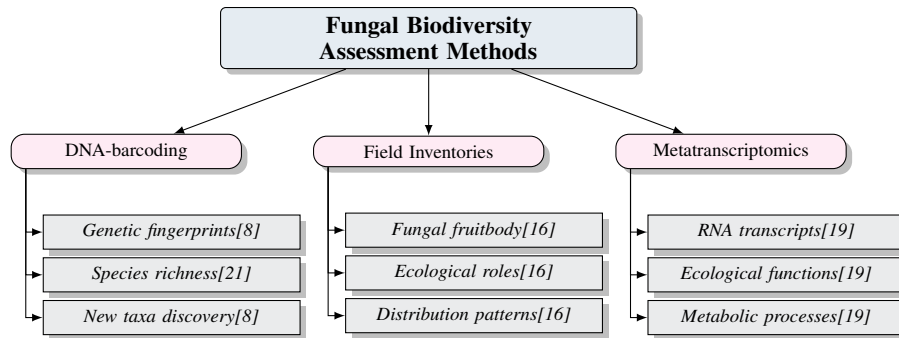 Fungal Biodiversity
Assessment Methods
DNA-barcoding
Field Inventories
Metatranscriptomics
Genetic fingerprints[8]
Fungal fruitbody[16]
RNA transcripts[19]
Species richness[21]
Ecological roles[16]
Ecological functions[19]
New taxa discovery[8]
Distribution patterns[16]
Metabolic processes[19]